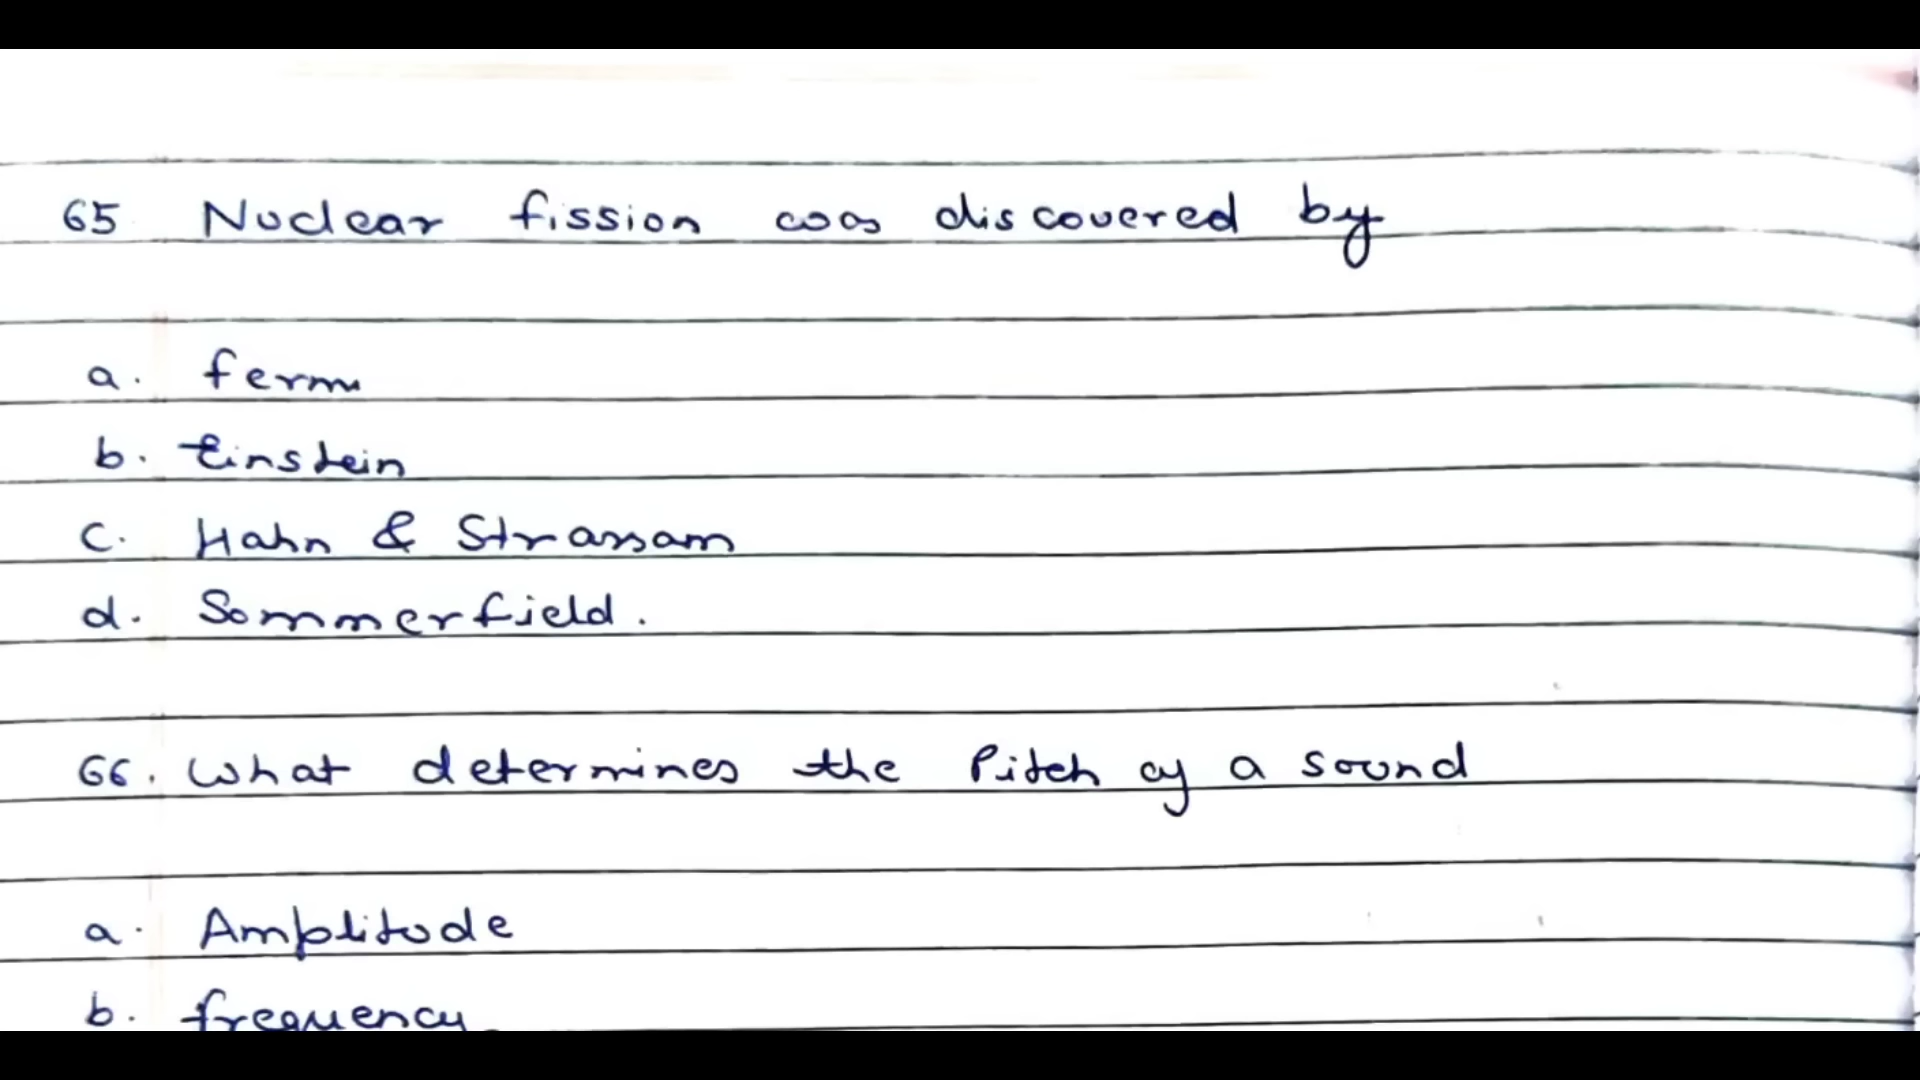 65 Nuclear fission was discovered by
a. fermi
b. Einstein
c. Hahn & Strassam
d. Sommerfield.
66. What determines the Pitch of a sound
a. Amplitude
b. frequency